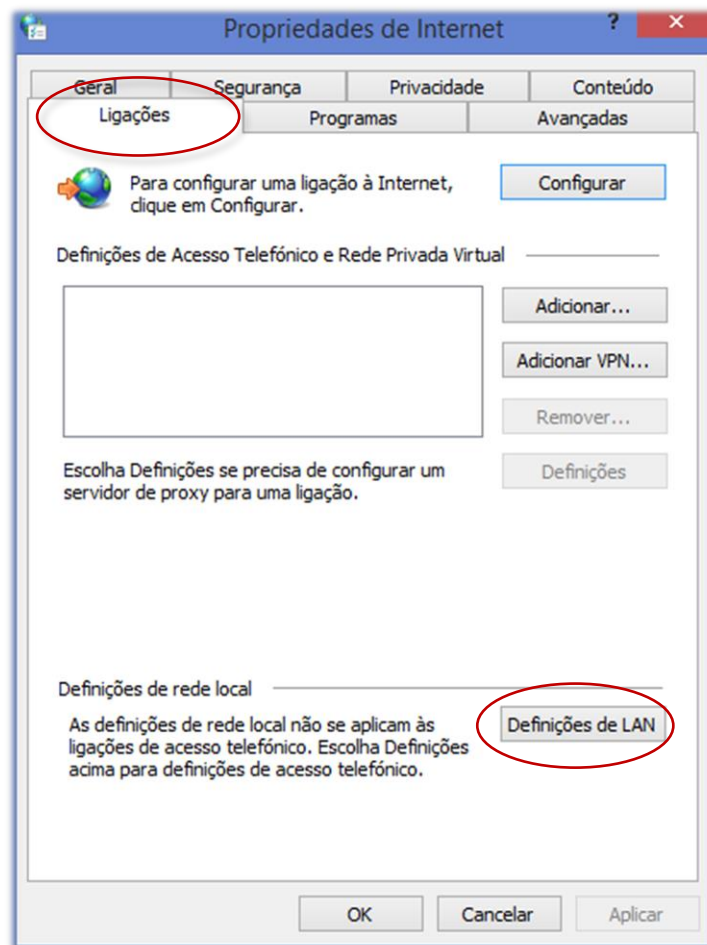 Propriedades de Internet
?
Geral Segurança Privacidade Conteúdo
Ligações Programas Avançadas
Para configurar uma ligação à Internet,
clique em Configurar.
Configurar
Definições de Acesso Telefónico e Rede Privada Virtual
Adicionar...
Adicionar VPN...
Remover...
Escolha Definições se precisa de configurar um
servidor de proxy para uma ligação.
Definições
Definições de rede local
As definições de rede local não se aplicam às
ligações de acesso telefónico. Escolha Definições
acima para definições de acesso telefónico.
Definições de LAN
OK Cancelar Aplicar